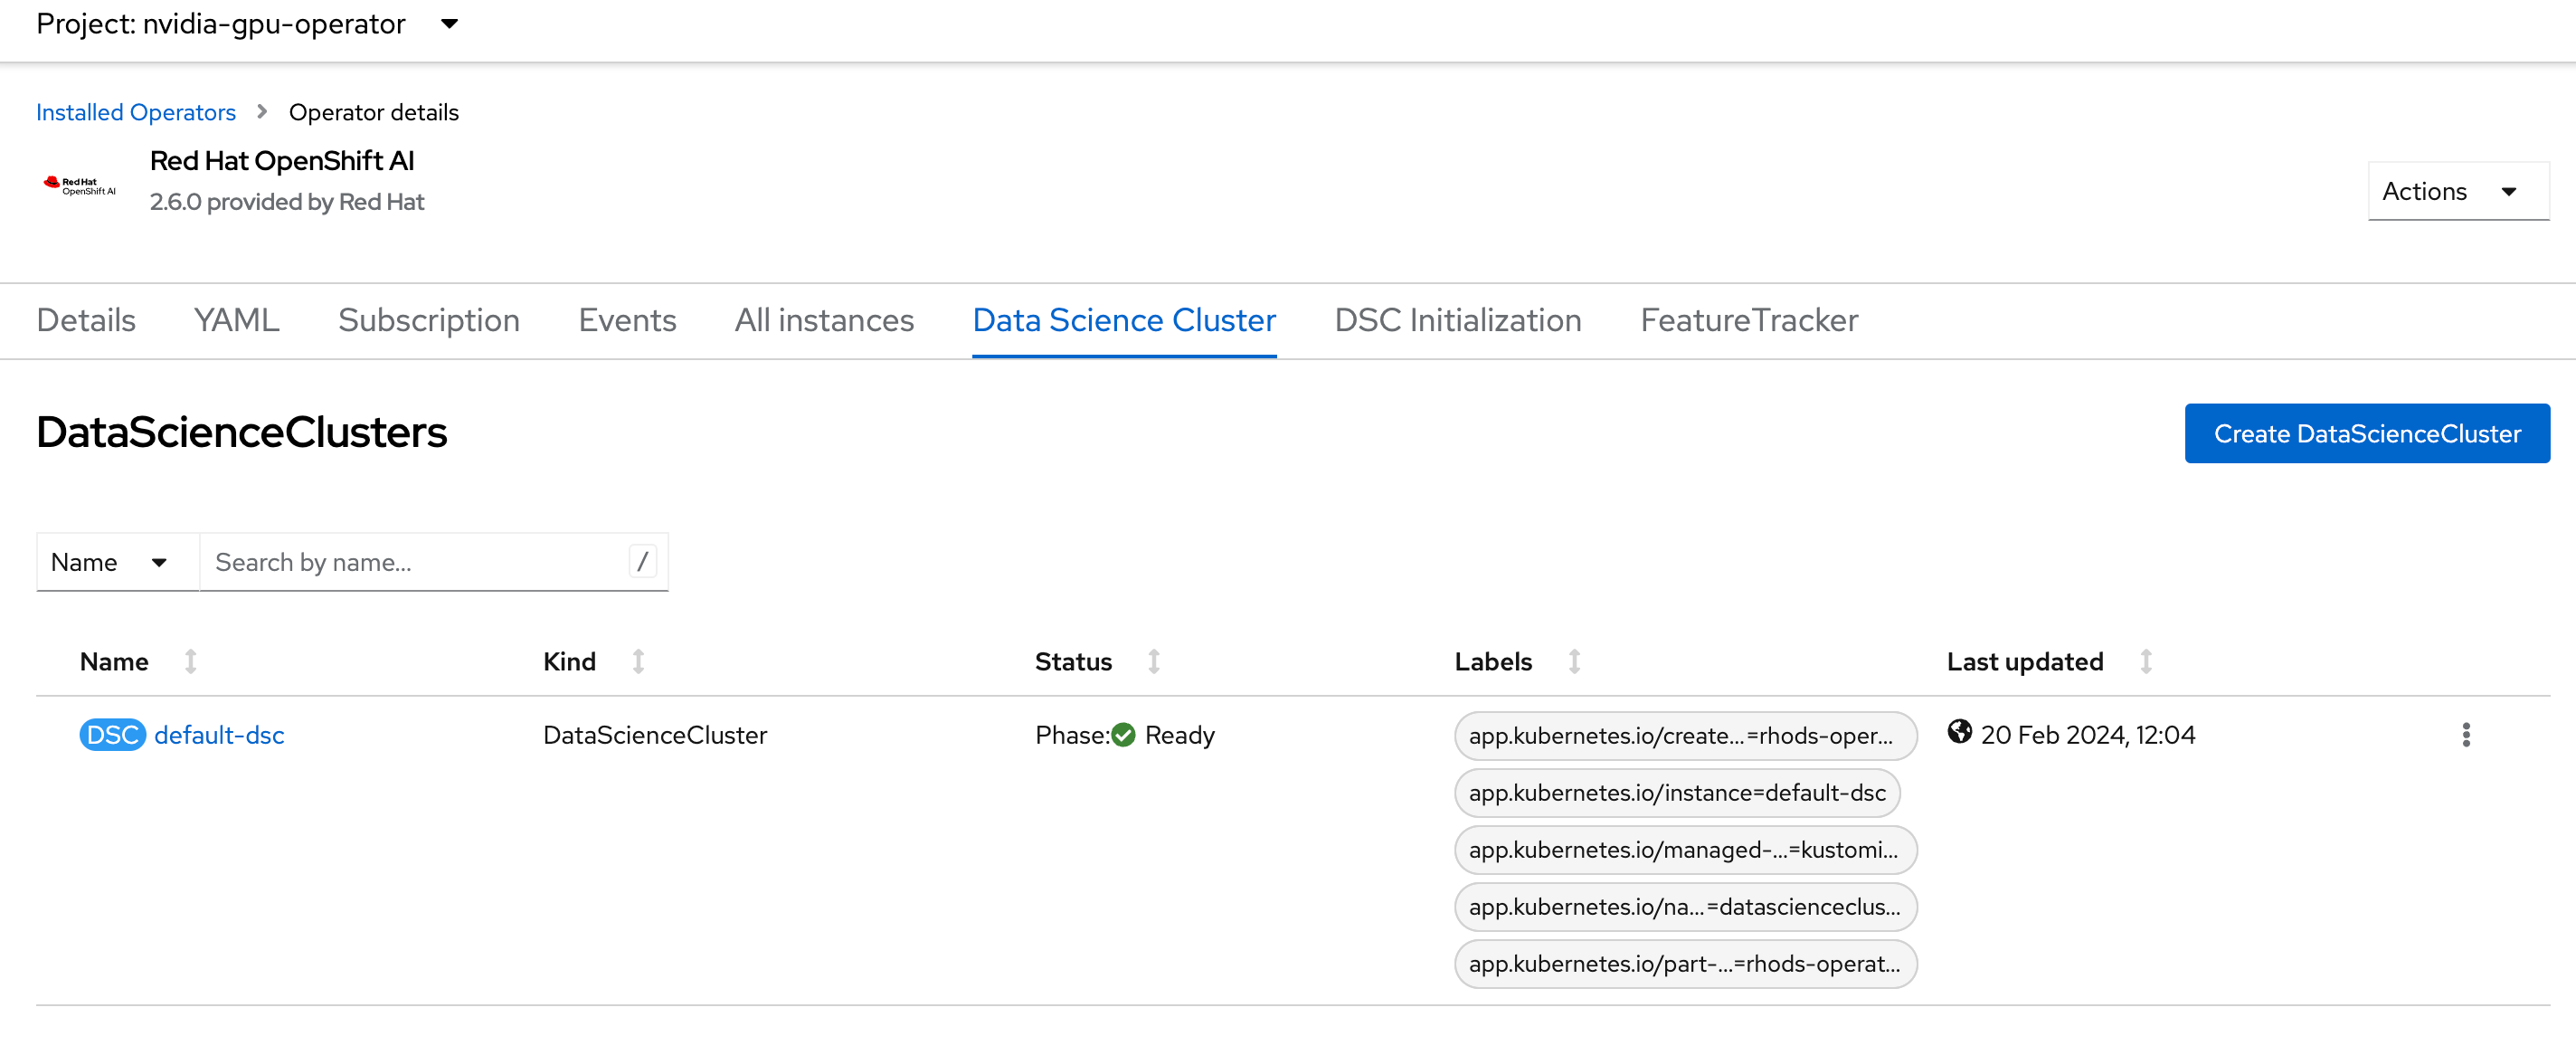 Project: nvidia-gpu-operator
Installed Operators > Operator details
Red Hat
OpenShift AI
Red Hat OpenShift AI
2.6.0 provided by Red Hat
Actions
Details YAML Subscription Events All instances Data Science Cluster DSC Initialization FeatureTracker
DataScienceClusters
Create DataScienceCluster
Name Search by name... /
Name Kind Status Labels Last updated
DSC default-dsc DataScienceCluster Phase: Ready app.kubernetes.io/create...=rhods-oper... 20 Feb 2024, 12:04
app.kubernetes.io/instance=default-dsc
app.kubernetes.io/managed-...=kustomi...
app.kubernetes.io/na...=datascienceclus...
app.kubernetes.io/part-...=rhods-operat...